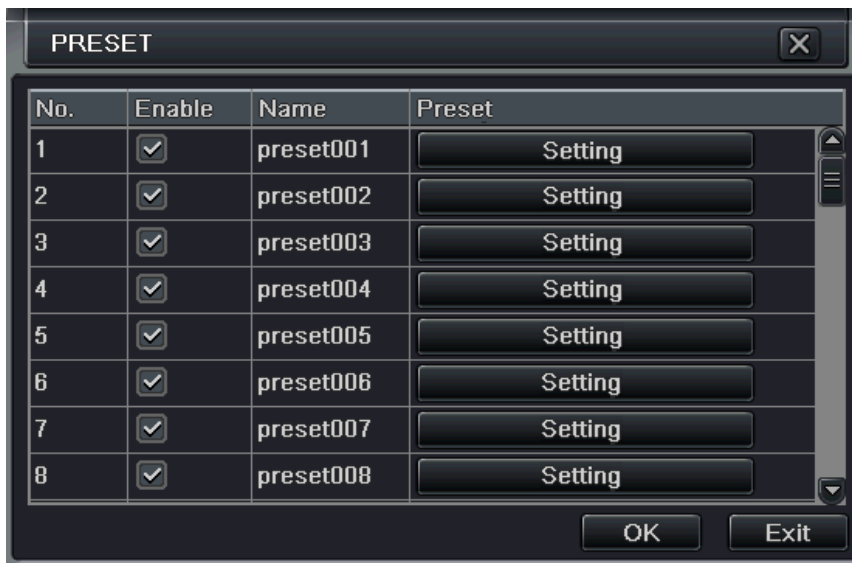 PRESET
No. Enable Name Preset
1 preset001 Setting
2 preset002 Setting
3 preset003 Setting
4 preset004 Setting
5 preset005 Setting
6 preset006 Setting
7 preset007 Setting
8 preset008 Setting
OK Exit